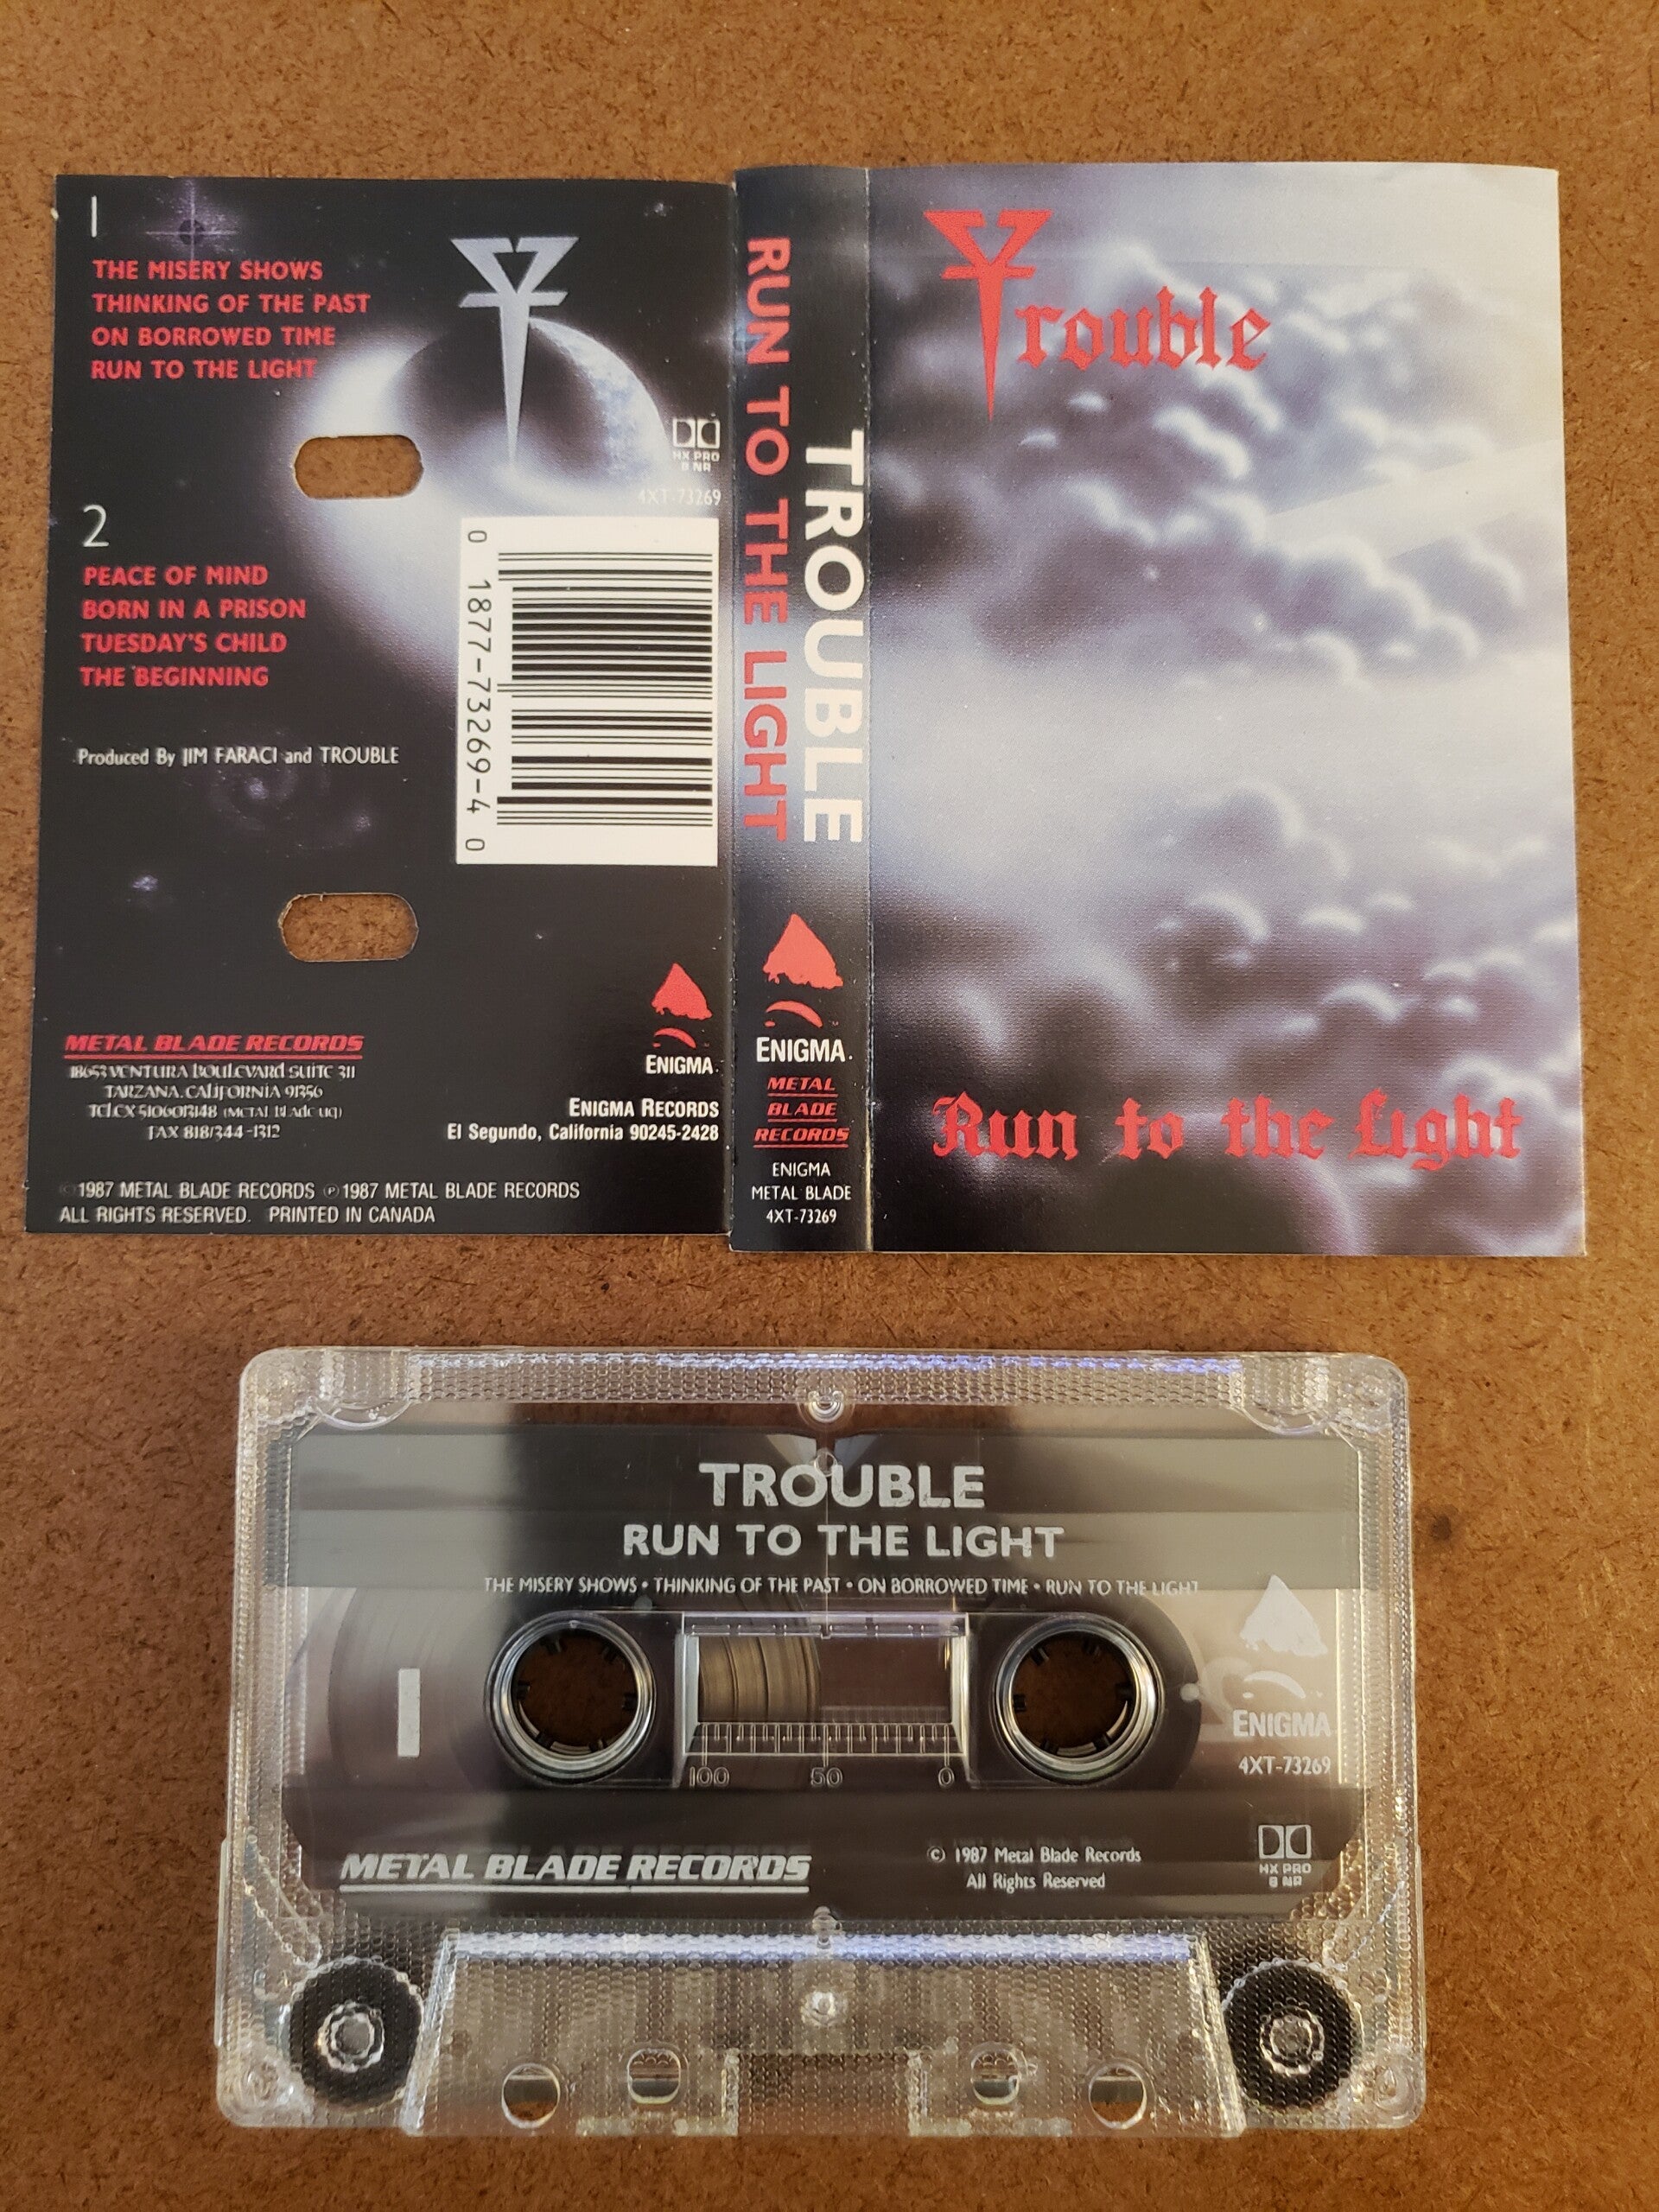 1
THE MISERY SHOWS
THINKING OF THE PAST
ON BORROWED TIME
RUN TO THE LIGHT
HX PRO
B NR
4XT-73269
2
PEACE OF MIND
BORN IN A PRISON
TUESDAY'S CHILD
THE BEGINNING
0 1877-73269-4 0
Produced By JIM FARACI and TROUBLE
METAL BLADE RECORDS
18653 VENTURA BOULEVARD SUITE 311
TARZANA, CALIFORNIA 91356
TELEX 5106013148 (METAL BLADE UQ)
FAX 818/344-1312
ENIGMA
ENIGMA RECORDS
El Segundo, California 90245-2428
© 1987 METAL BLADE RECORDS ℗ 1987 METAL BLADE RECORDS
ALL RIGHTS RESERVED. PRINTED IN CANADA
TROUBLE
RUN TO THE LIGHT
ENIGMA
METAL
BLADE
RECORDS
ENIGMA
METAL BLADE
4XT-73269
Trouble
Run to the Light
TROUBLE
RUN TO THE LIGHT
THE MISERY SHOWS • THINKING OF THE PAST • ON BORROWED TIME • RUN TO THE LIGHT
1
100 50 0
ENIGMA
4XT-73269
METAL BLADE RECORDS
© 1987 Metal Blade Records
All Rights Reserved
HX PRO
B NR